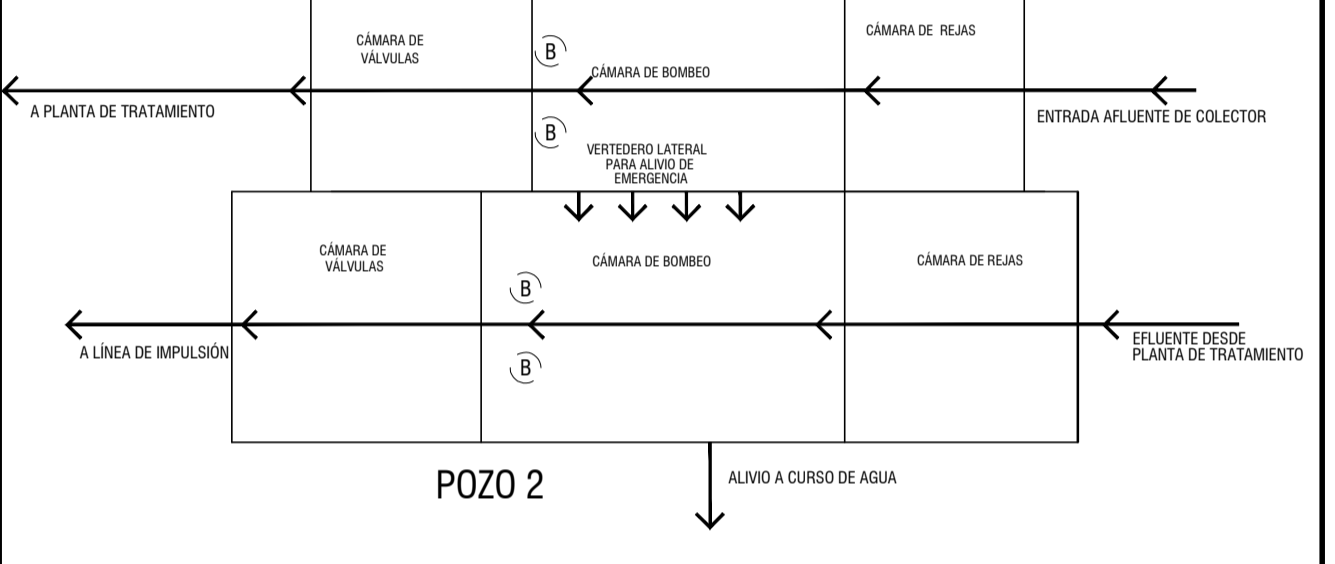 CÁMARA DE
VÁLVULAS
B
CÁMARA DE BOMBEO
CÁMARA DE REJAS
A PLANTA DE TRATAMIENTO
ENTRADA AFLUENTE DE COLECTOR
B
VERTEDERO LATERAL
PARA ALIVIO DE
EMERGENCIA
CÁMARA DE
VÁLVULAS
CÁMARA DE BOMBEO
CÁMARA DE REJAS
B
A LÍNEA DE IMPULSIÓN
EFLUENTE DESDE
PLANTA DE TRATAMIENTO
B
POZO 2
ALIVIO A CURSO DE AGUA